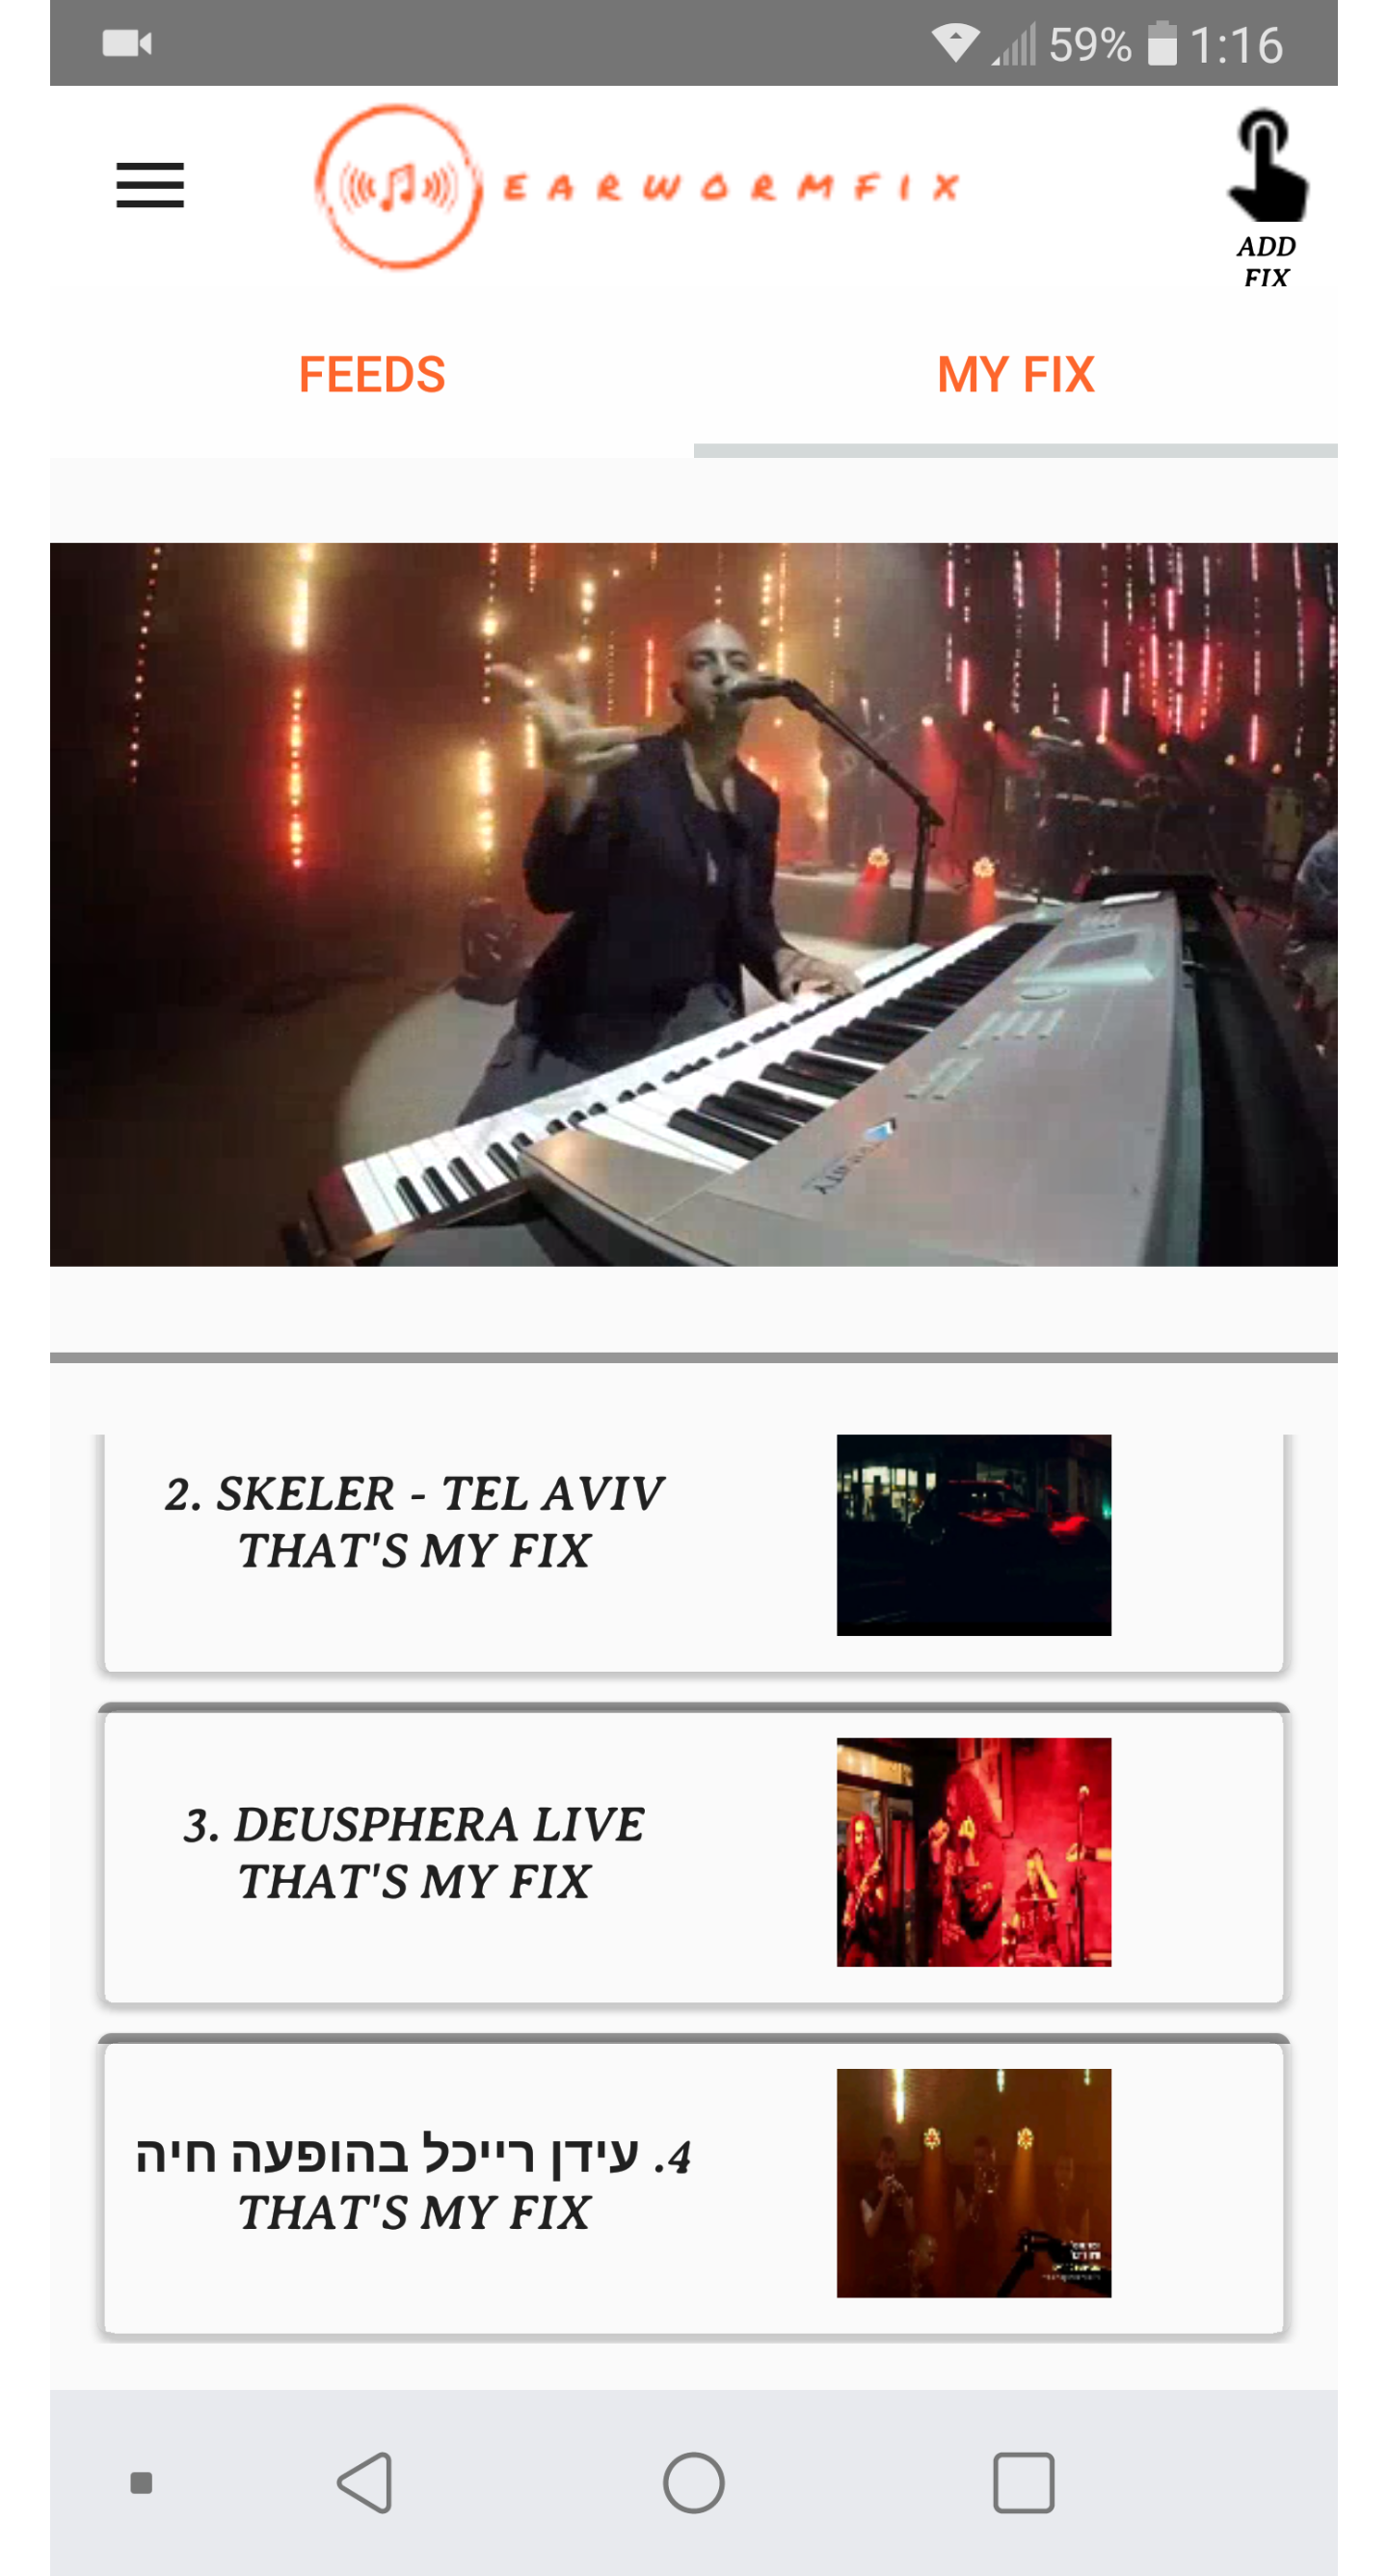 59% 1:16
EARWORMFIX
ADD
FIX
FEEDS
MY FIX
2. SKELER - TEL AVIV
THAT'S MY FIX
3. DEUSPHERA LIVE
THAT'S MY FIX
4. עידן רייכל בהופעה חיה
THAT'S MY FIX